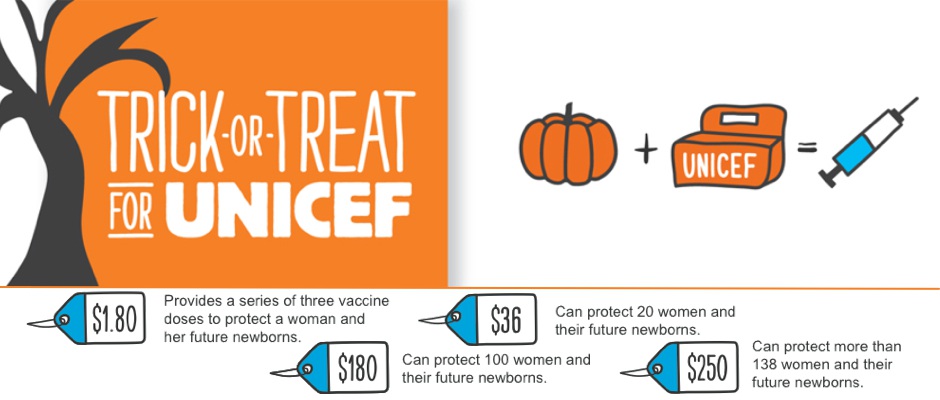 TRICK-OR-TREAT
FOR UNICEF
+ UNICEF =
$1.80
Provides a series of three vaccine
doses to protect a woman and
her future newborns.
$36
Can protect 20 women and
their future newborns.
$180
Can protect 100 women and
their future newborns.
$250
Can protect more than
138 women and their
future newborns.